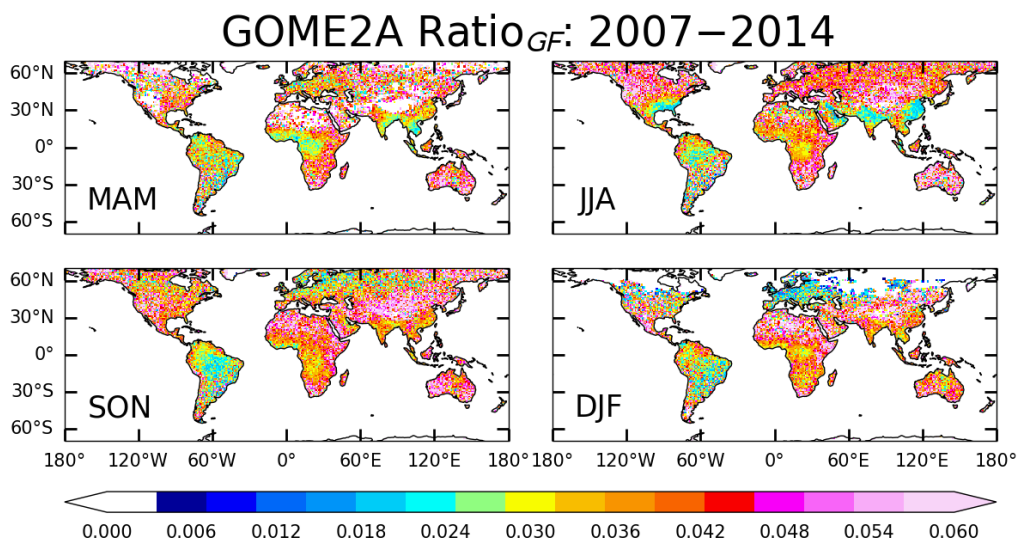 GOME2A Ratio_GF: 2007−2014
60°N
30°N
0°
30°S
60°S
MAM
JJA
60°N
30°N
0°
30°S
60°S
SON
DJF
180° 120°W 60°W 0° 60°E 120°E 180° 180° 120°W 60°W 0° 60°E 120°E 180°
0.000 0.006 0.012 0.018 0.024 0.030 0.036 0.042 0.048 0.054 0.060